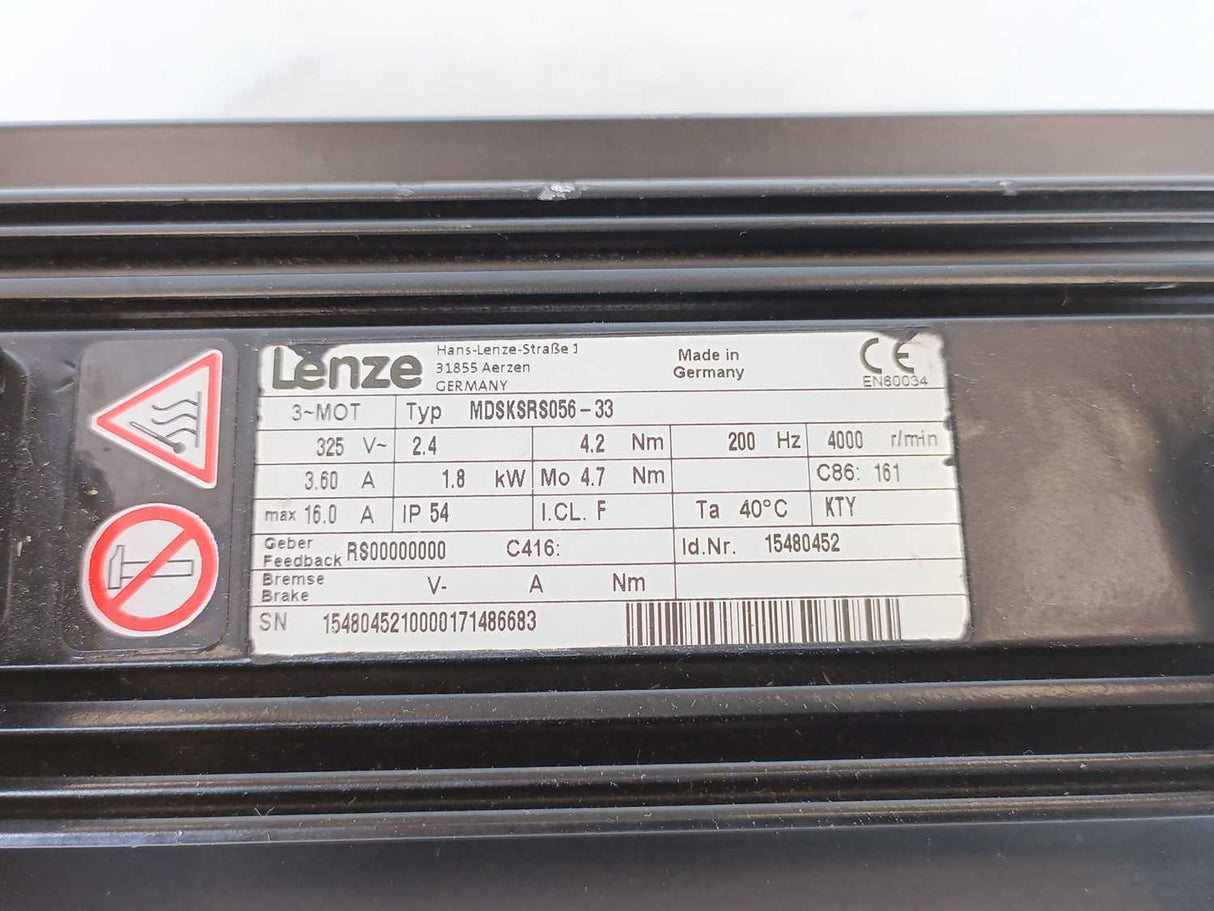 Lenze
Hans-Lenze-Straße 1
31855 Aerzen
GERMANY
Made in
Germany
CE
EN60034
3~MOT Typ MDSKSRS056-33
325 V~ 2.4 4.2 Nm 200 Hz 4000 r/min
3.60 A 1.8 kW Mo 4.7 Nm C86: 161
max 16.0 A IP 54 I.CL. F Ta 40°C KTY
Geber
Feedback RS00000000 C416: Id.Nr. 15480452
Bremse
Brake V- A Nm
SN 1548045210000171486683